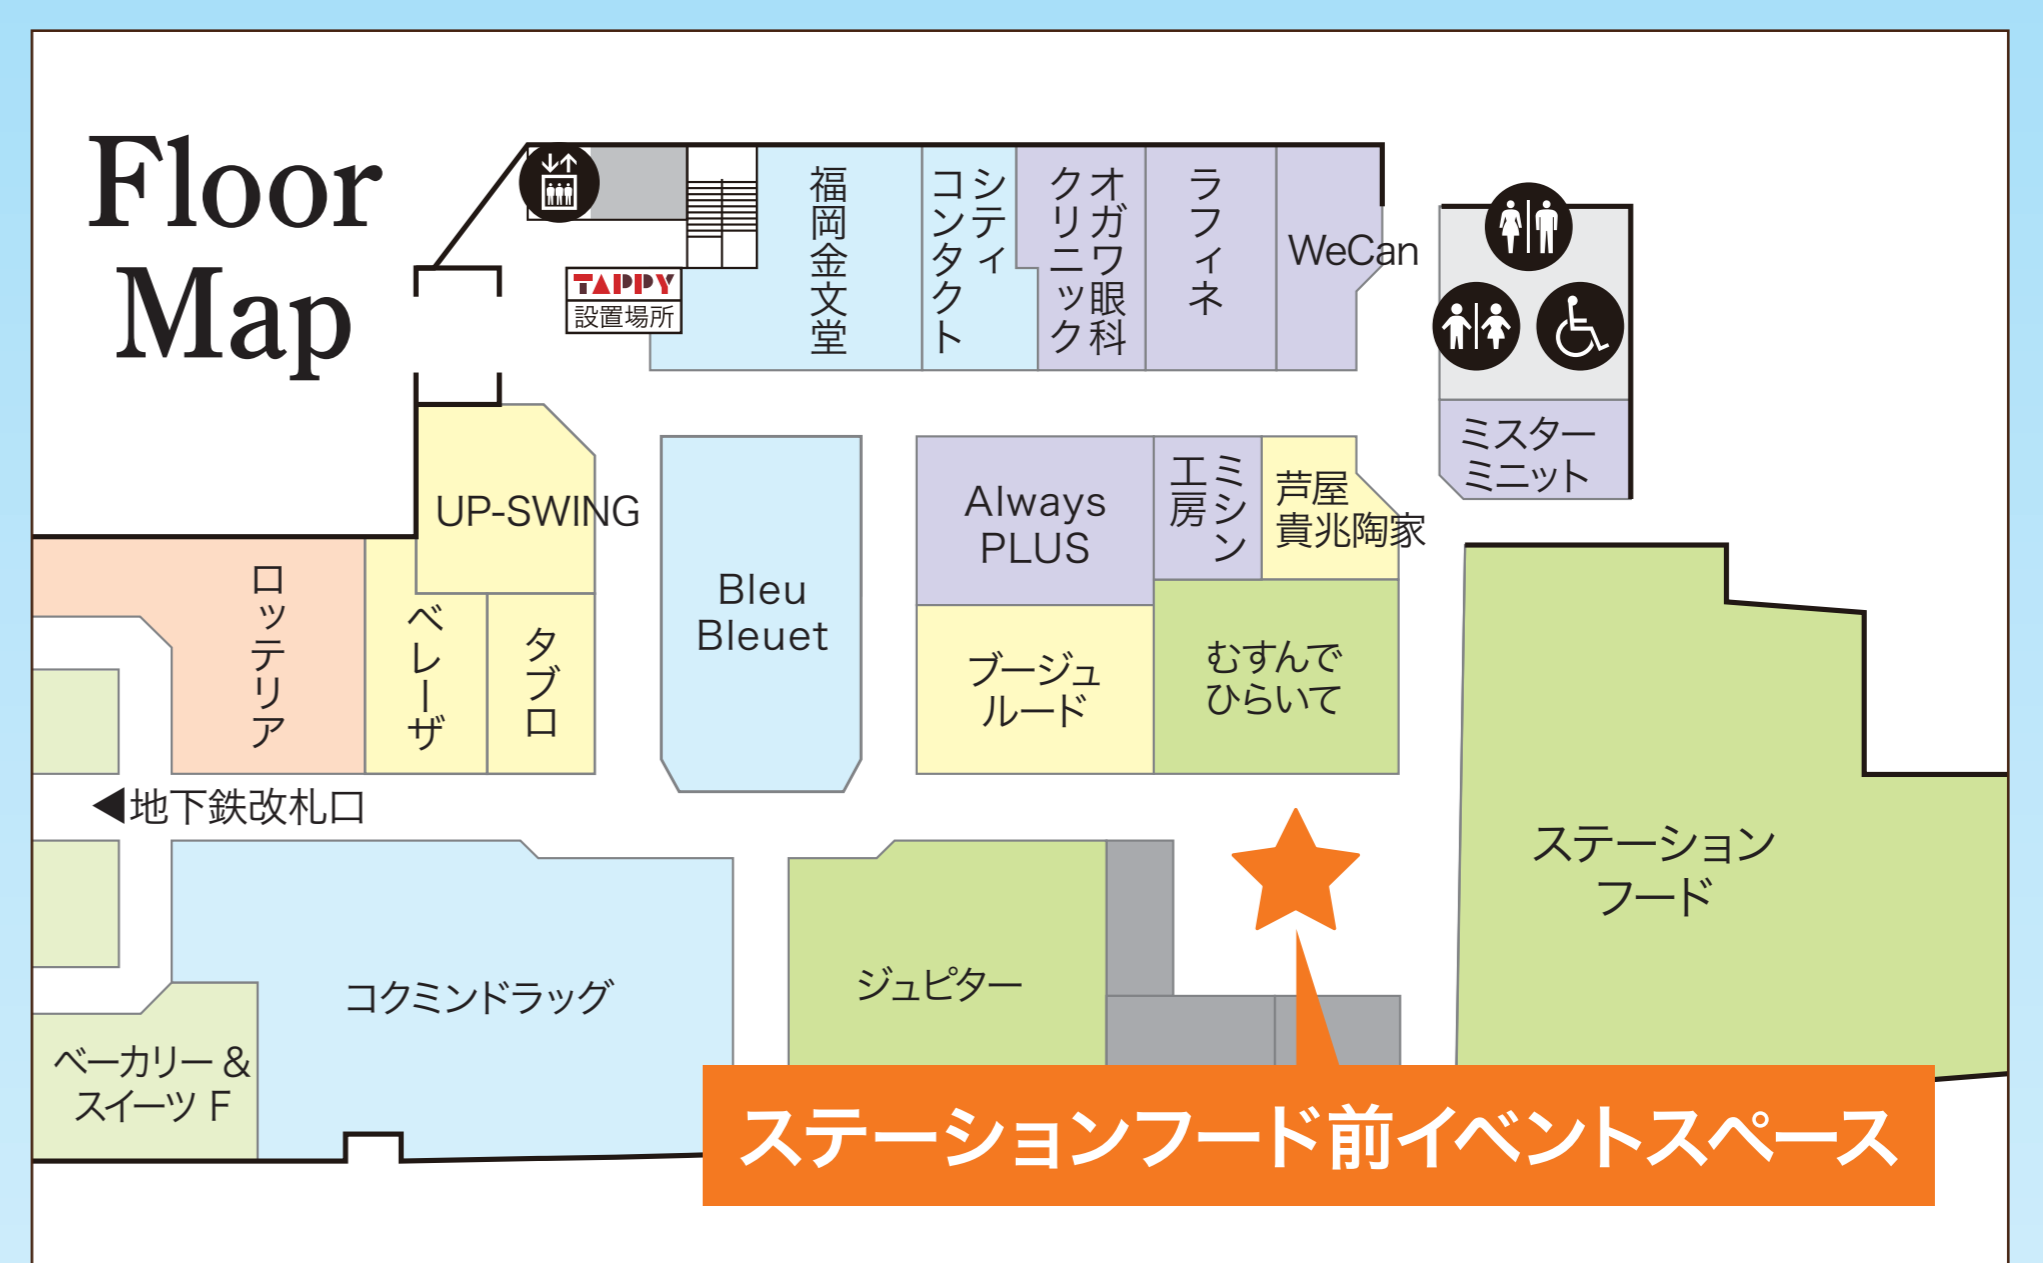 Floor
Map
TAPPY
設置場所
福岡金文堂
シティ
コンタクト
オガワ眼科
クリニック
ラフィネ
WeCan
ミスター
ミニット
UP-SWING
Bleu
Bleuet
Always
PLUS
ミシン
工房
芦屋
貴兆陶家
ロッテリア
ベレーザ
タブロ
ブージュ
ルード
むすんで
ひらいて
◀地下鉄改札口
ステーション
フード
コクミンドラッグ
ジュピター
ベーカリー &
スイーツ F
ステーションフード前イベントスペース